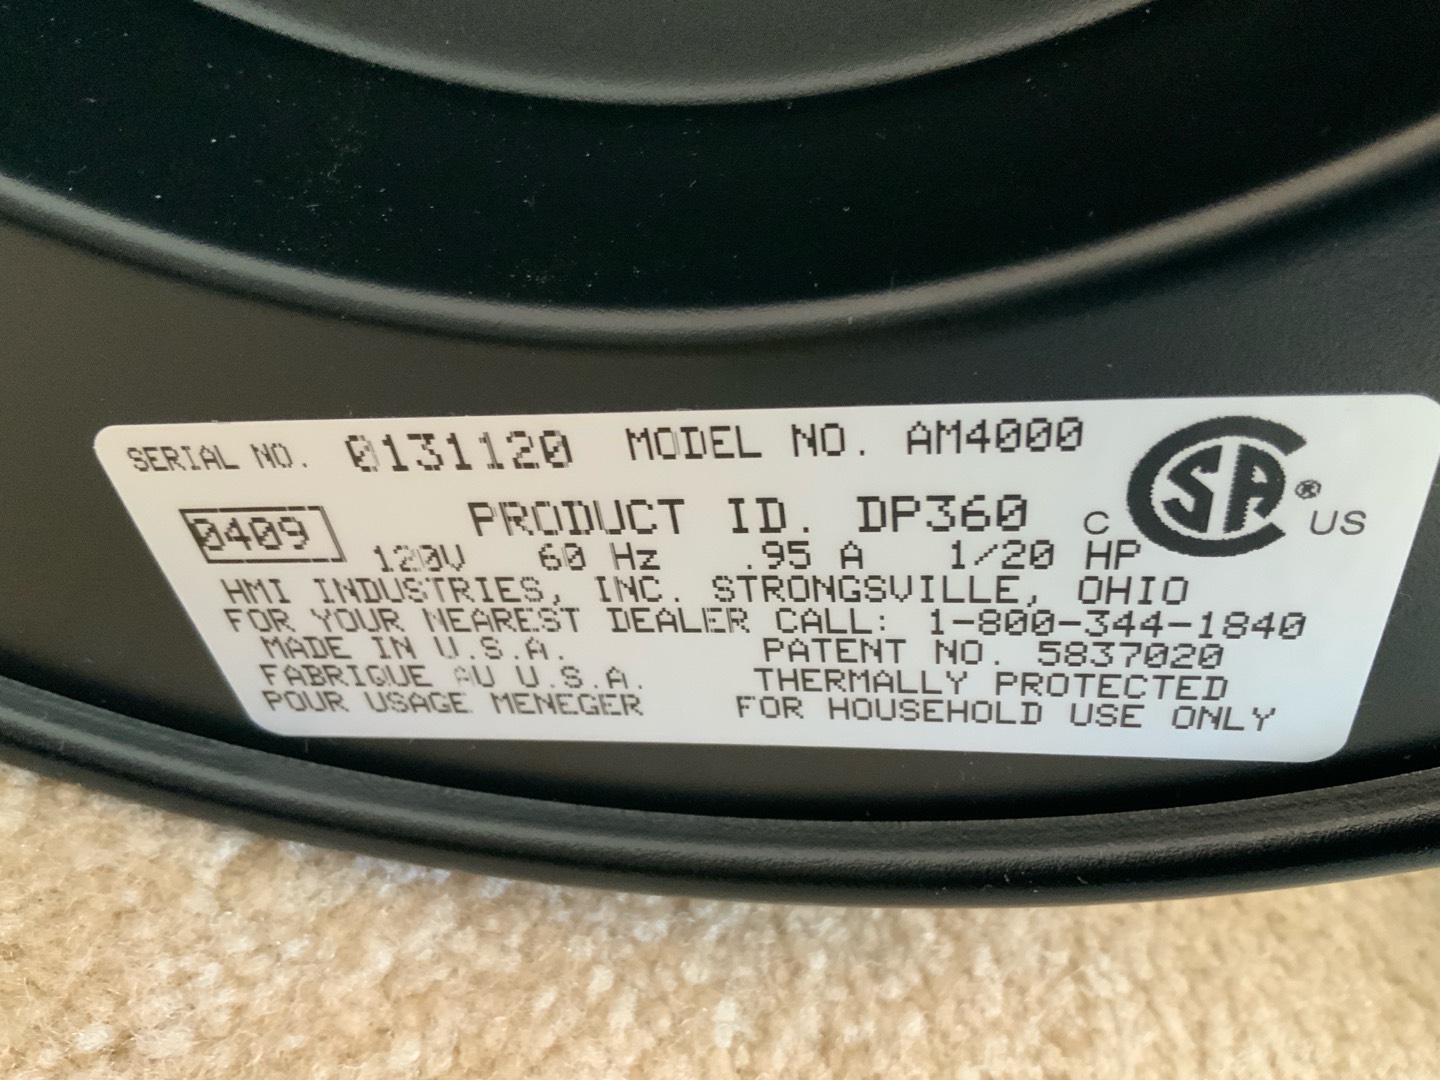 SERIAL NO. 0131120 MODEL NO. AM4000
0409 PRODUCT ID. DP360 C SA® US
120V 60 Hz .95 A 1/20 HP
HMI INDUSTRIES, INC. STRONGSVILLE, OHIO
FOR YOUR NEAREST DEALER CALL: 1-800-344-1840
MADE IN U.S.A. PATENT NO. 5837020
FABRIQUE AU U.S.A. THERMALLY PROTECTED
POUR USAGE MENEGER FOR HOUSEHOLD USE ONLY